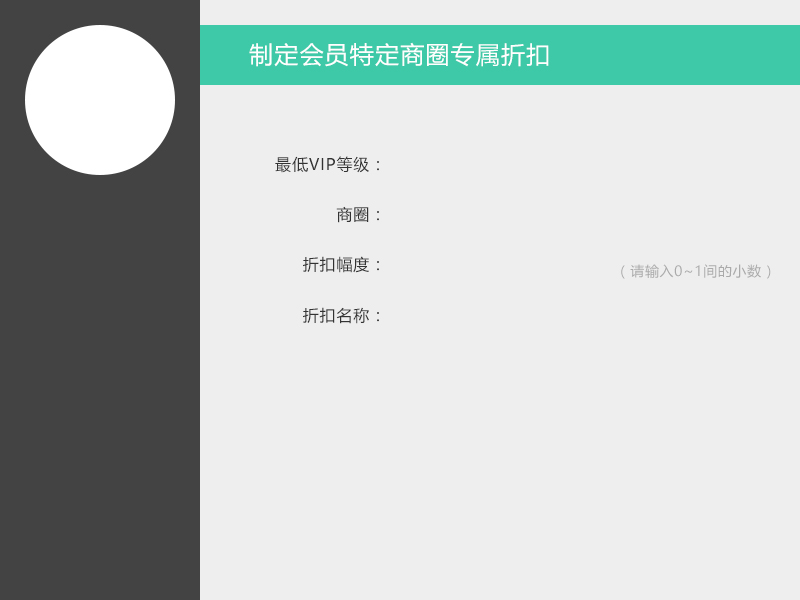 制定会员特定商圈专属折扣
最低VIP等级：
商圈：
折扣幅度：
（请输入0~1间的小数）
折扣名称：